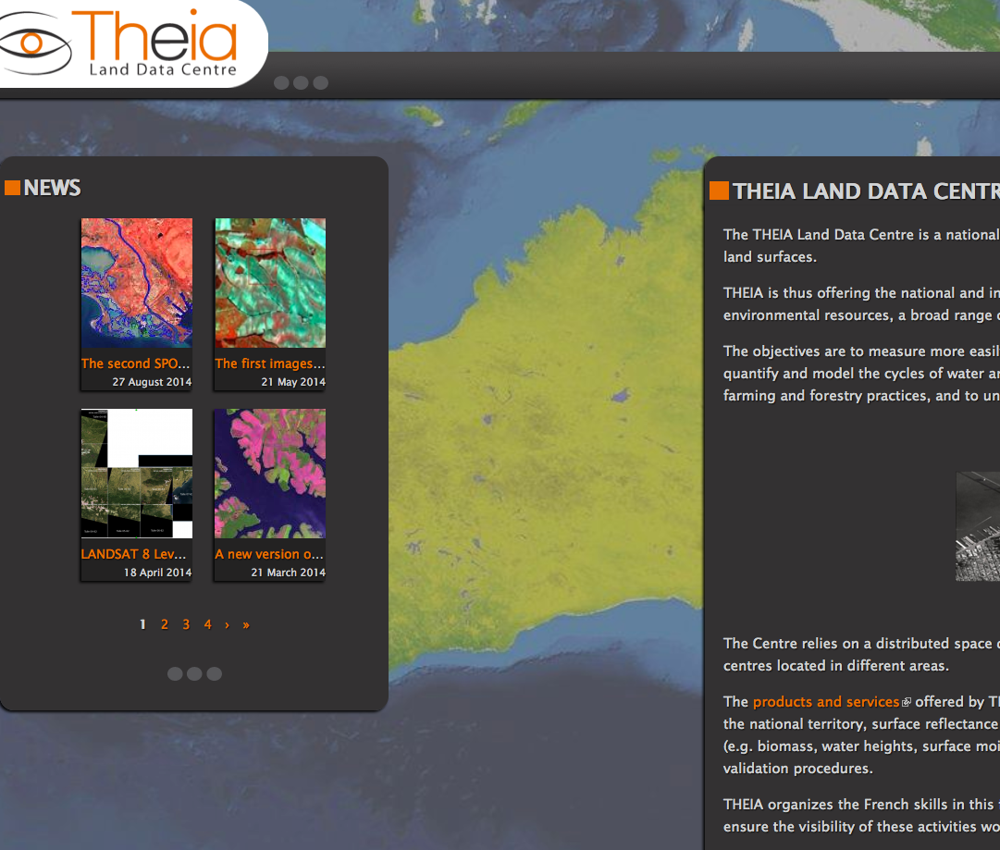 Theia
Land Data Centre
NEWS
The second SPO...
27 August 2014
The first images...
21 May 2014
LANDSAT 8 Lev...
18 April 2014
A new version o...
21 March 2014
1 2 3 4 › »
THEIA LAND DATA CENTR
The THEIA Land Data Centre is a national
land surfaces.
THEIA is thus offering the national and in
environmental resources, a broad range
The objectives are to measure more easil
quantify and model the cycles of water an
farming and forestry practices, and to un
The Centre relies on a distributed space
centres located in different areas.
The products and services offered by TH
the national territory, surface reflectance
(e.g. biomass, water heights, surface moi
validation procedures.
THEIA organizes the French skills in this
ensure the visibility of these activities wo